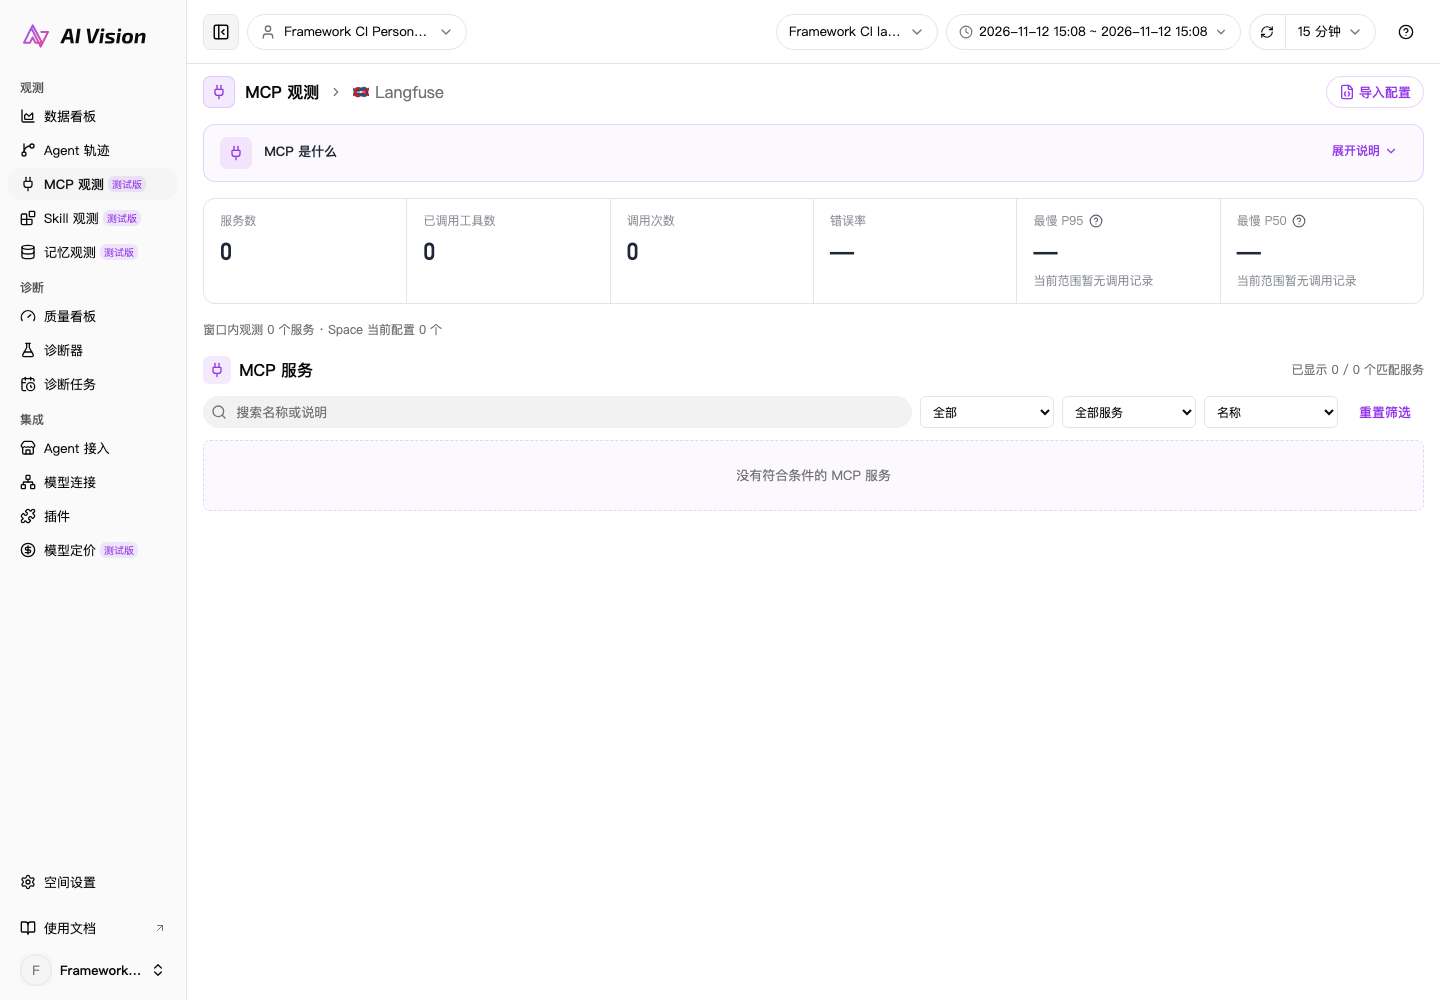 AI Vision
观测
数据看板
Agent 轨迹
MCP 观测 测试版
Skill 观测 测试版
记忆观测 测试版
诊断
质量看板
诊断器
诊断任务
集成
Agent 接入
模型连接
插件
模型定价 测试版
空间设置
使用文档
F Framework...
Framework CI Person...
Framework CI la...
2026-11-12 15:08 ~ 2026-11-12 15:08
15 分钟
MCP 观测 > Langfuse
导入配置
MCP 是什么
展开说明
服务数
0
已调用工具数
0
调用次数
0
错误率
—
最慢 P95
—
当前范围暂无调用记录
最慢 P50
—
当前范围暂无调用记录
窗口内观测 0 个服务 · Space 当前配置 0 个
MCP 服务
已显示 0 / 0 个匹配服务
搜索名称或说明
全部
全部服务
名称
重置筛选
没有符合条件的 MCP 服务